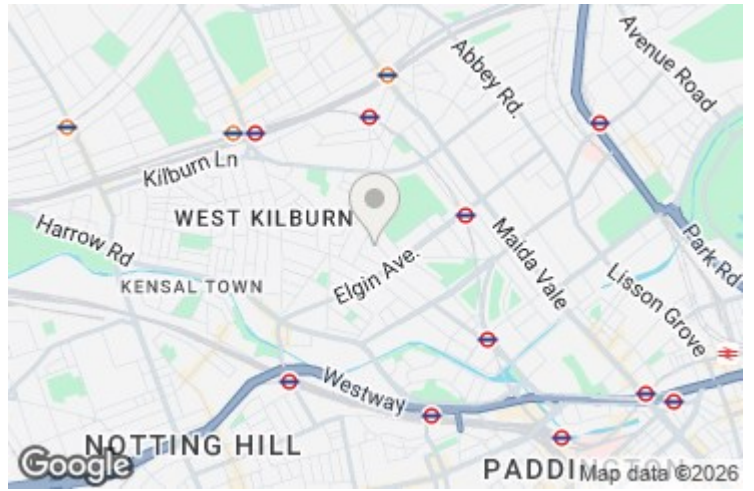 Abbey Rd.
Avenue Road
Kilburn Ln
WEST KILBURN
Harrow Rd
KENSAL TOWN
Elgin Ave.
Maida Vale
Park Rd
Lisson Grove
Westway
NOTTING HILL
PADDINGTON
Google
Map data ©2026